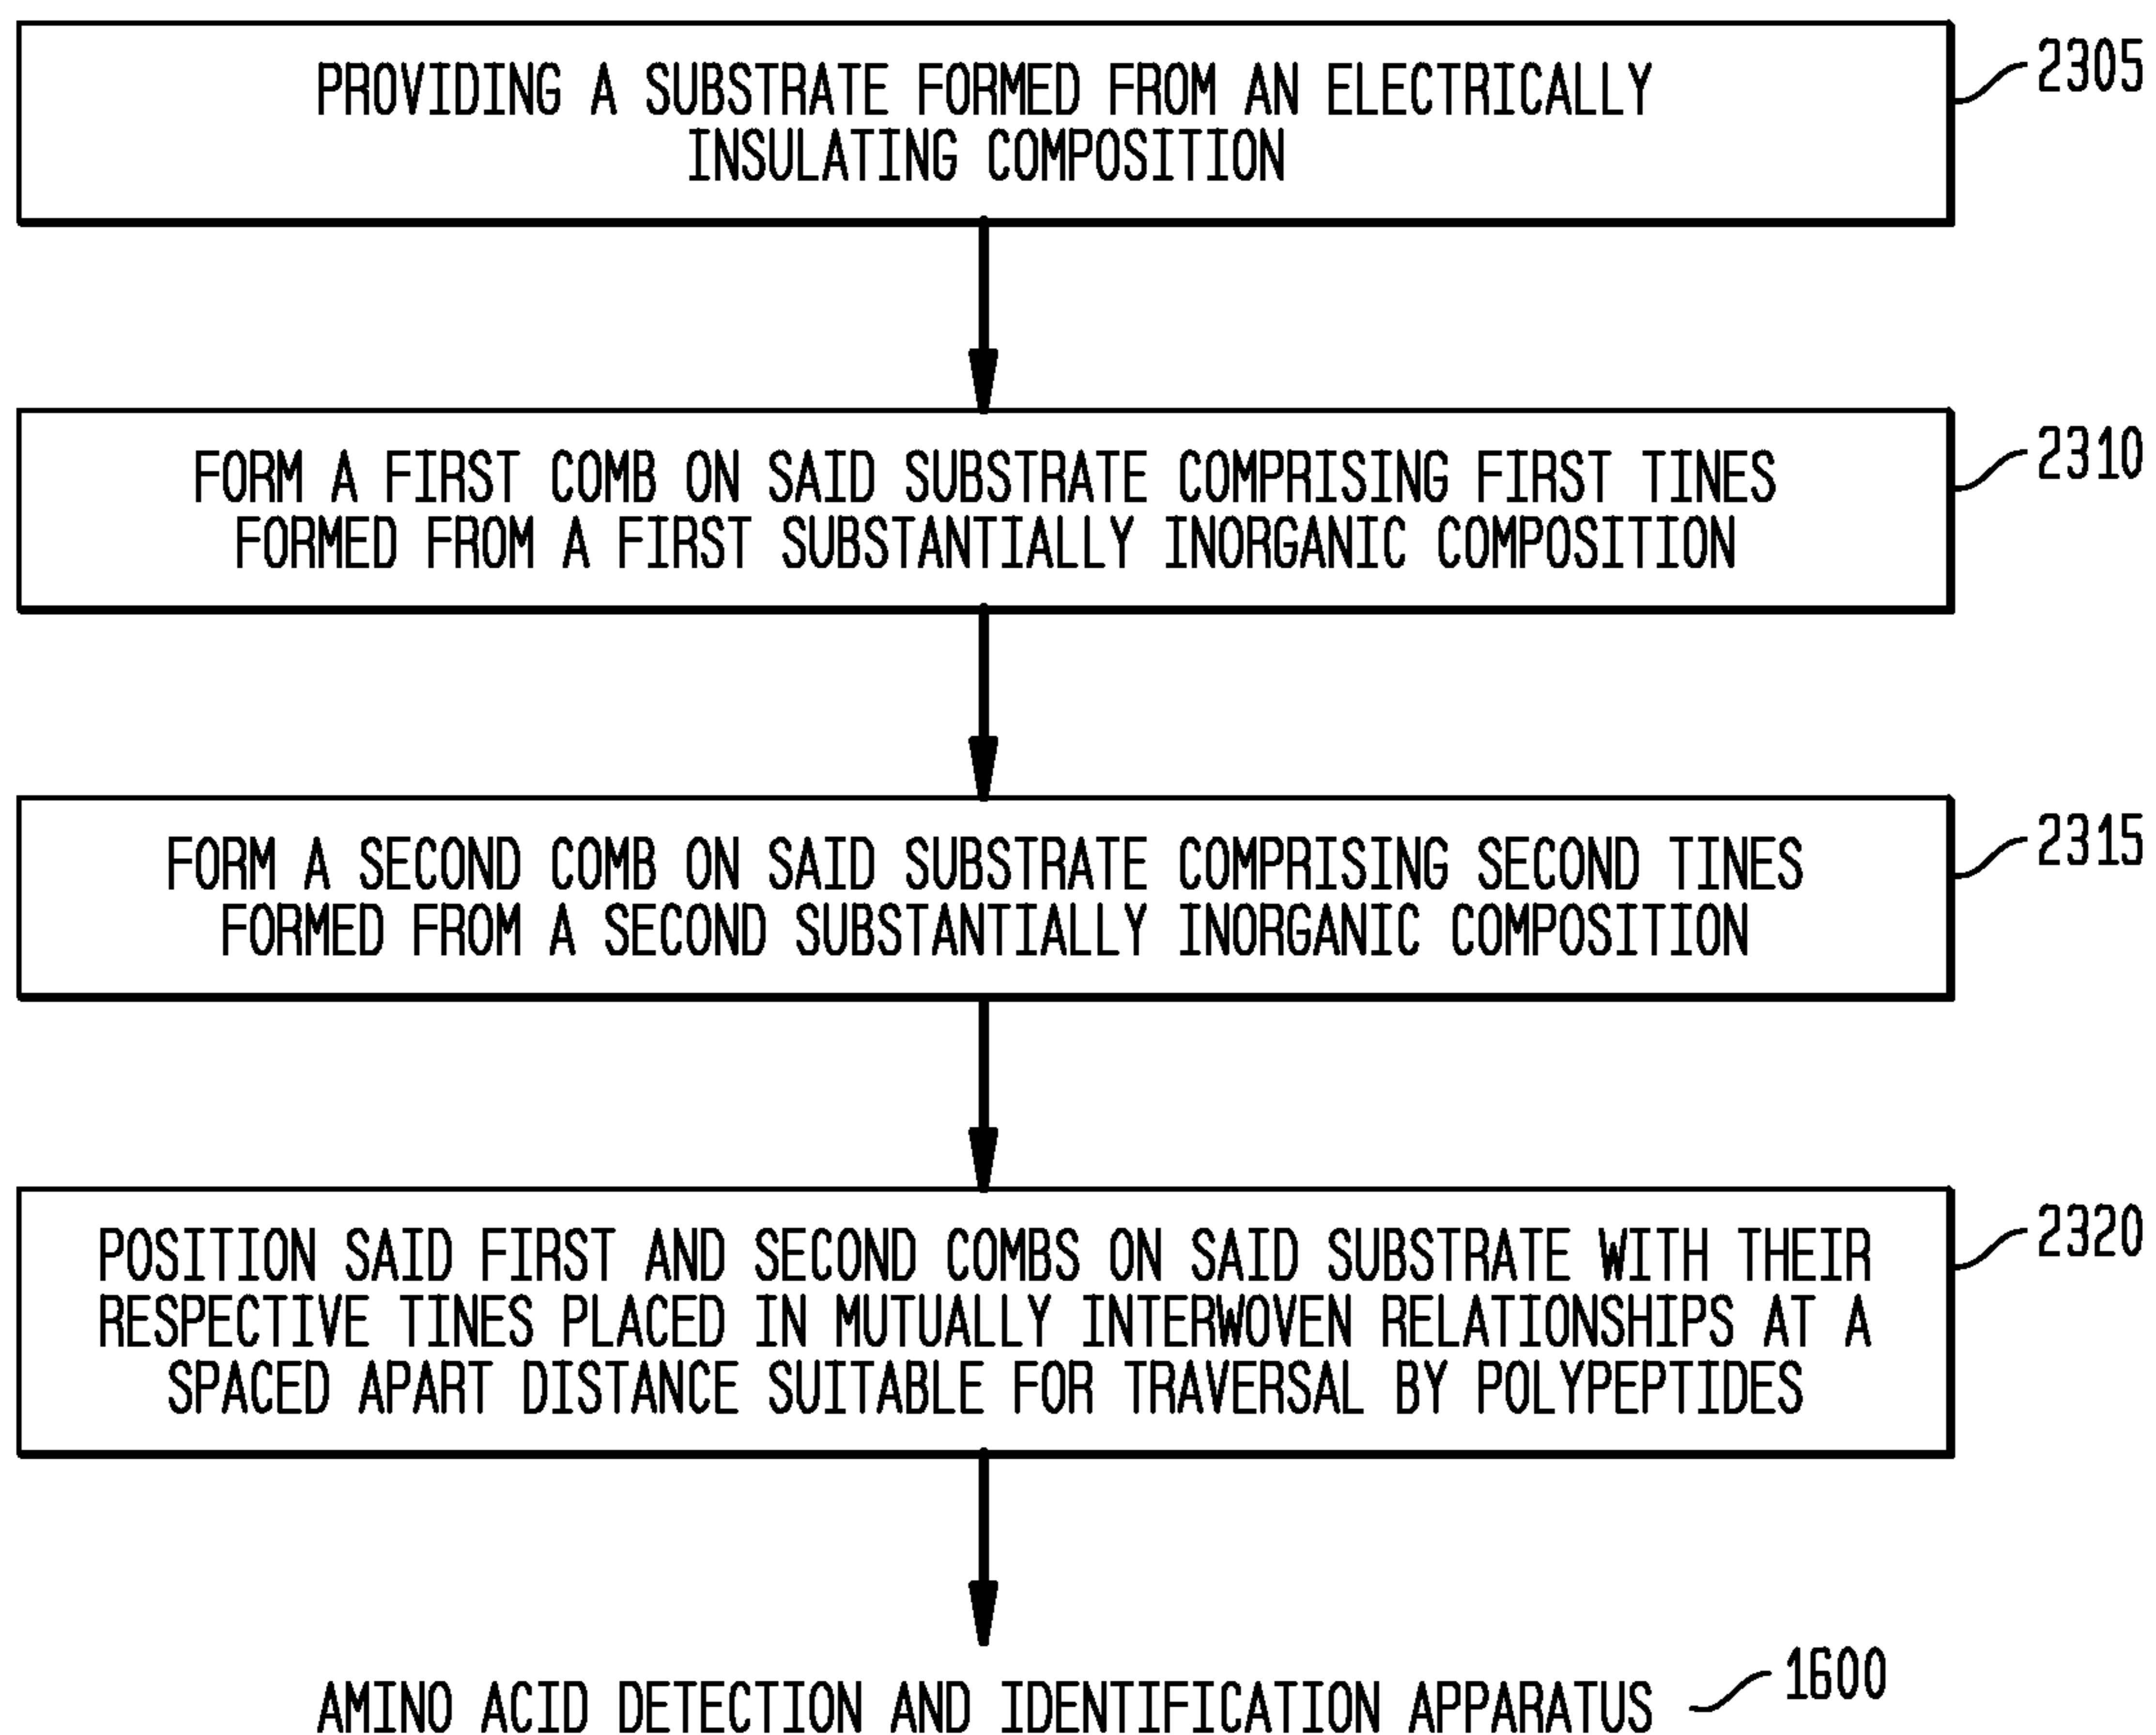 PROVIDING A SUBSTRATE FORMED FROM AN ELECTRICALLY
INSULATING COMPOSITION
2305
FORM A FIRST COMB ON SAID SUBSTRATE COMPRISING FIRST TINES
FORMED FROM A FIRST SUBSTANTIALLY INORGANIC COMPOSITION
2310
FORM A SECOND COMB ON SAID SUBSTRATE COMPRISING SECOND TINES
FORMED FROM A SECOND SUBSTANTIALLY INORGANIC COMPOSITION
2315
POSITION SAID FIRST AND SECOND COMBS ON SAID SUBSTRATE WITH THEIR
RESPECTIVE TINES PLACED IN MUTUALLY INTERWOVEN RELATIONSHIPS AT A
SPACED APART DISTANCE SUITABLE FOR TRAVERSAL BY POLYPEPTIDES
2320
AMINO ACID DETECTION AND IDENTIFICATION APPARATUS
1600